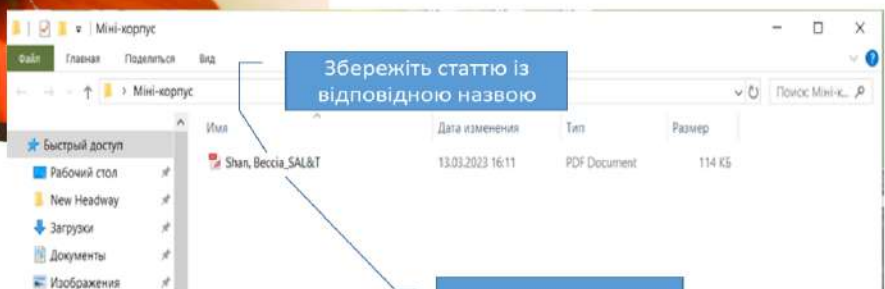 Міні-корпус
Файл Главная Поделиться Вид
Збережіть статтю із
відповідною назвою
Міні-корпус
Поиск: Міні-к...
Имя Дата изменения Тип Размер
Быстрый доступ
Shan, Beccia_SAL&T 13.03.2023 16:11 PDF Document 114 КБ
Рабочий стол
New Headway
Загрузки
Документы
Изображения